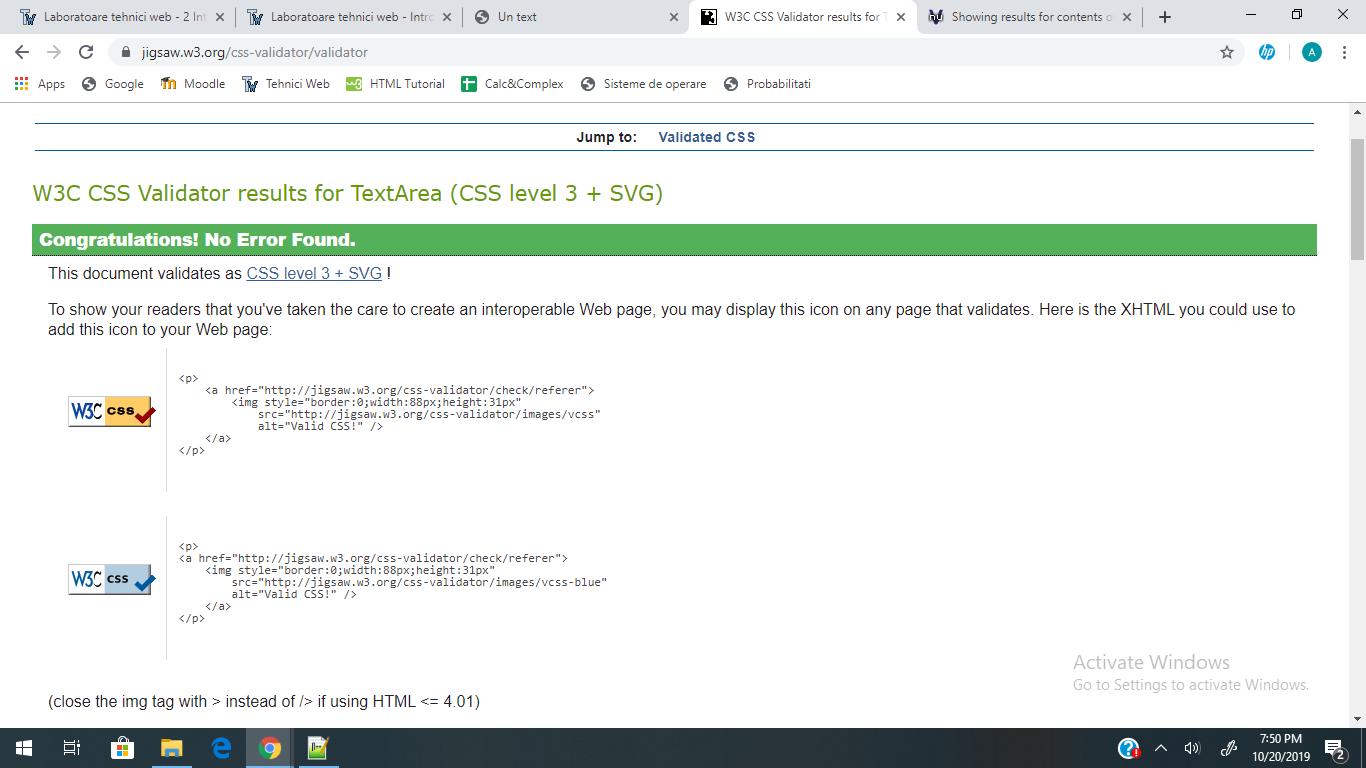 Laboratoare tehnici web - 2 Int
Laboratoare tehnici web - Intro
Un text
W3C CSS Validator results for T
Showing results for contents o
jigsaw.w3.org/css-validator/validator
hp
A
Apps
Google
Moodle
Tehnici Web
HTML Tutorial
Calc&Complex
Sisteme de operare
Probabilitati
Jump to: Validated CSS
W3C CSS Validator results for TextArea (CSS level 3 + SVG)
Congratulations! No Error Found.
This document validates as CSS level 3 + SVG !
To show your readers that you've taken the care to create an interoperable Web page, you may display this icon on any page that validates. Here is the XHTML you could use to
add this icon to your Web page:
W3C css
<p>
<a href="http://jigsaw.w3.org/css-validator/check/referer">
<img style="border:0;width:88px;height:31px"
src="http://jigsaw.w3.org/css-validator/images/vcss"
alt="Valid CSS!" />
</a>
</p>
W3C css
<p>
<a href="http://jigsaw.w3.org/css-validator/check/referer">
<img style="border:0;width:88px;height:31px"
src="http://jigsaw.w3.org/css-validator/images/vcss-blue"
alt="Valid CSS!" />
</a>
</p>
(close the img tag with > instead of /> if using HTML <= 4.01)
Activate Windows
Go to Settings to activate Windows.
7:50 PM
10/20/2019
2